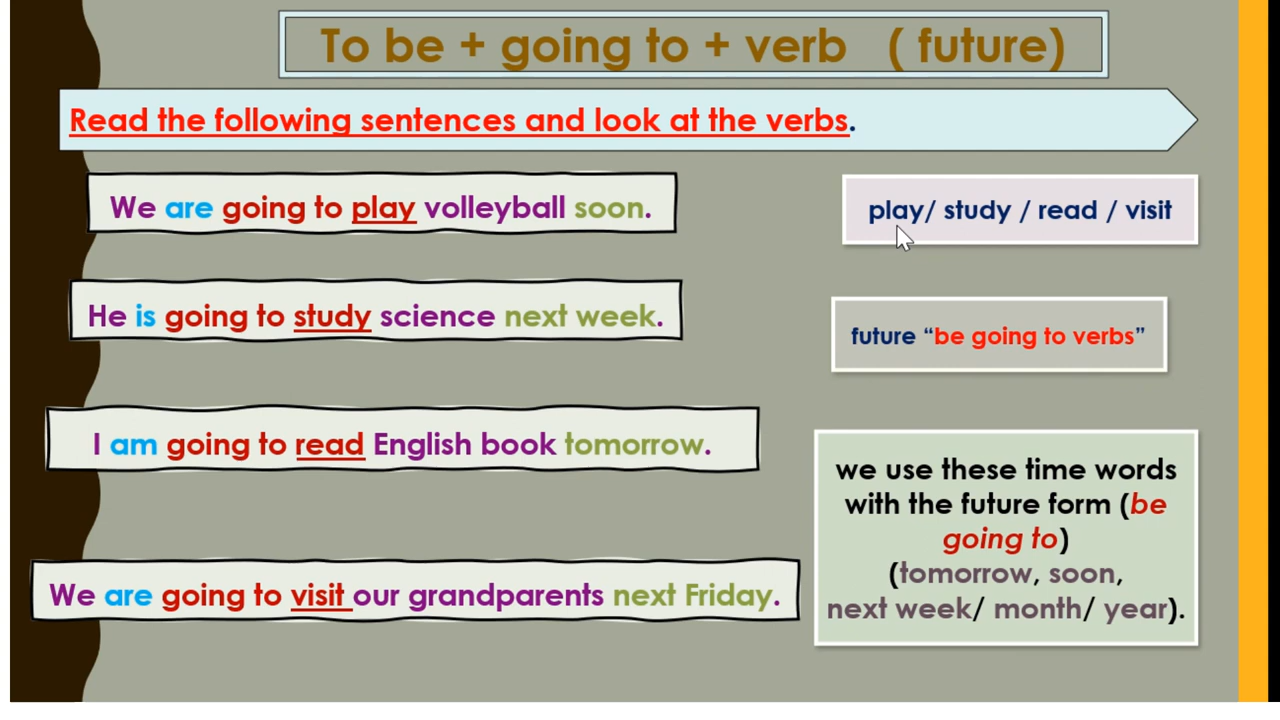 To be + going to + verb ( future)
Read the following sentences and look at the verbs.
We are going to play volleyball soon.
play/ study / read / visit
He is going to study science next week.
future “be going to verbs”
I am going to read English book tomorrow.
we use these time words
with the future form (be
going to)
(tomorrow, soon,
next week/ month/ year).
We are going to visit our grandparents next Friday.